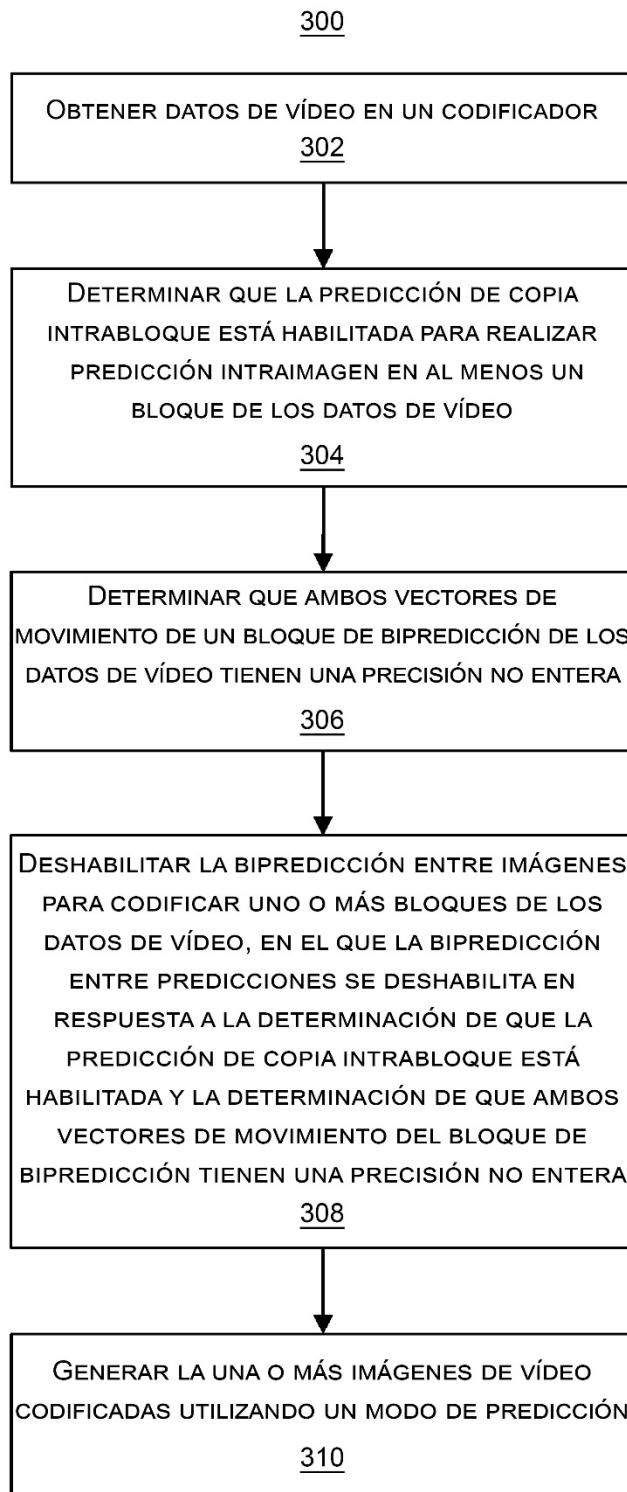 300
OBTENER DATOS DE VÍDEO EN UN CODIFICADOR
302
DETERMINAR QUE LA PREDICCIÓN DE COPIA
INTRABLOQUE ESTÁ HABILITADA PARA REALIZAR
PREDICCIÓN INTRAIMAGEN EN AL MENOS UN
BLOQUE DE LOS DATOS DE VÍDEO
304
DETERMINAR QUE AMBOS VECTORES DE
MOVIMIENTO DE UN BLOQUE DE BIPREDICCIÓN DE LOS
DATOS DE VÍDEO TIENEN UNA PRECISIÓN NO ENTERA
306
DESHABILITAR LA BIPREDICCIÓN ENTRE IMÁGENES
PARA CODIFICAR UNO O MÁS BLOQUES DE LOS
DATOS DE VÍDEO, EN EL QUE LA BIPREDICCIÓN
ENTRE PREDICCIONES SE DESHABILITA EN
RESPUESTA A LA DETERMINACIÓN DE QUE LA
PREDICCIÓN DE COPIA INTRABLOQUE ESTÁ
HABILITADA Y LA DETERMINACIÓN DE QUE AMBOS
VECTORES DE MOVIMIENTO DEL BLOQUE DE
BIPREDICCIÓN TIENEN UNA PRECISIÓN NO ENTERA
308
GENERAR LA UNA O MÁS IMÁGENES DE VÍDEO
CODIFICADAS UTILIZANDO UN MODO DE PREDICCIÓN
310